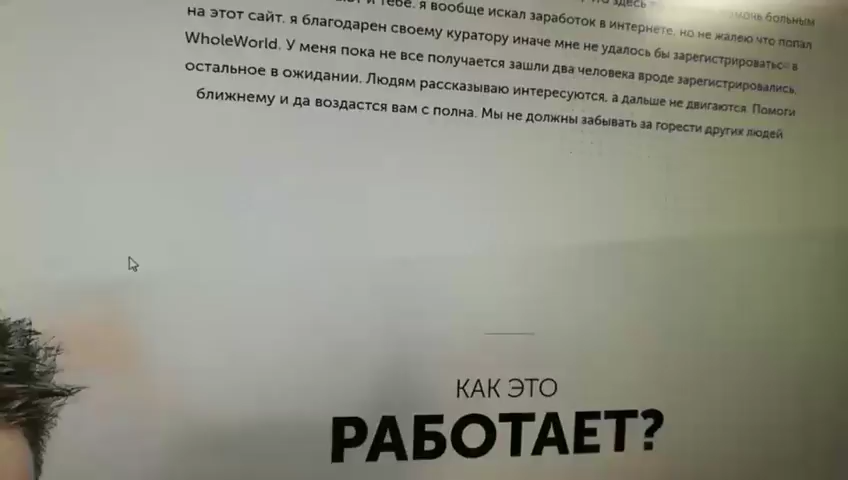 и тебе. я вообще искал заработок в интернете, но не жалею что попал
на этот сайт. я благодарен своему куратору иначе мне не удалось бы зарегистрироваться в
WholeWorld. У меня пока не все получается зашли два человека вроде зарегистрировались,
остальное в ожидании. Людям рассказываю интересуются, а дальше не двигаются. Помоги
ближнему и да воздастся вам с полна. Мы не должны забывать за горести других людей
КАК ЭТО
РАБОТАЕТ?